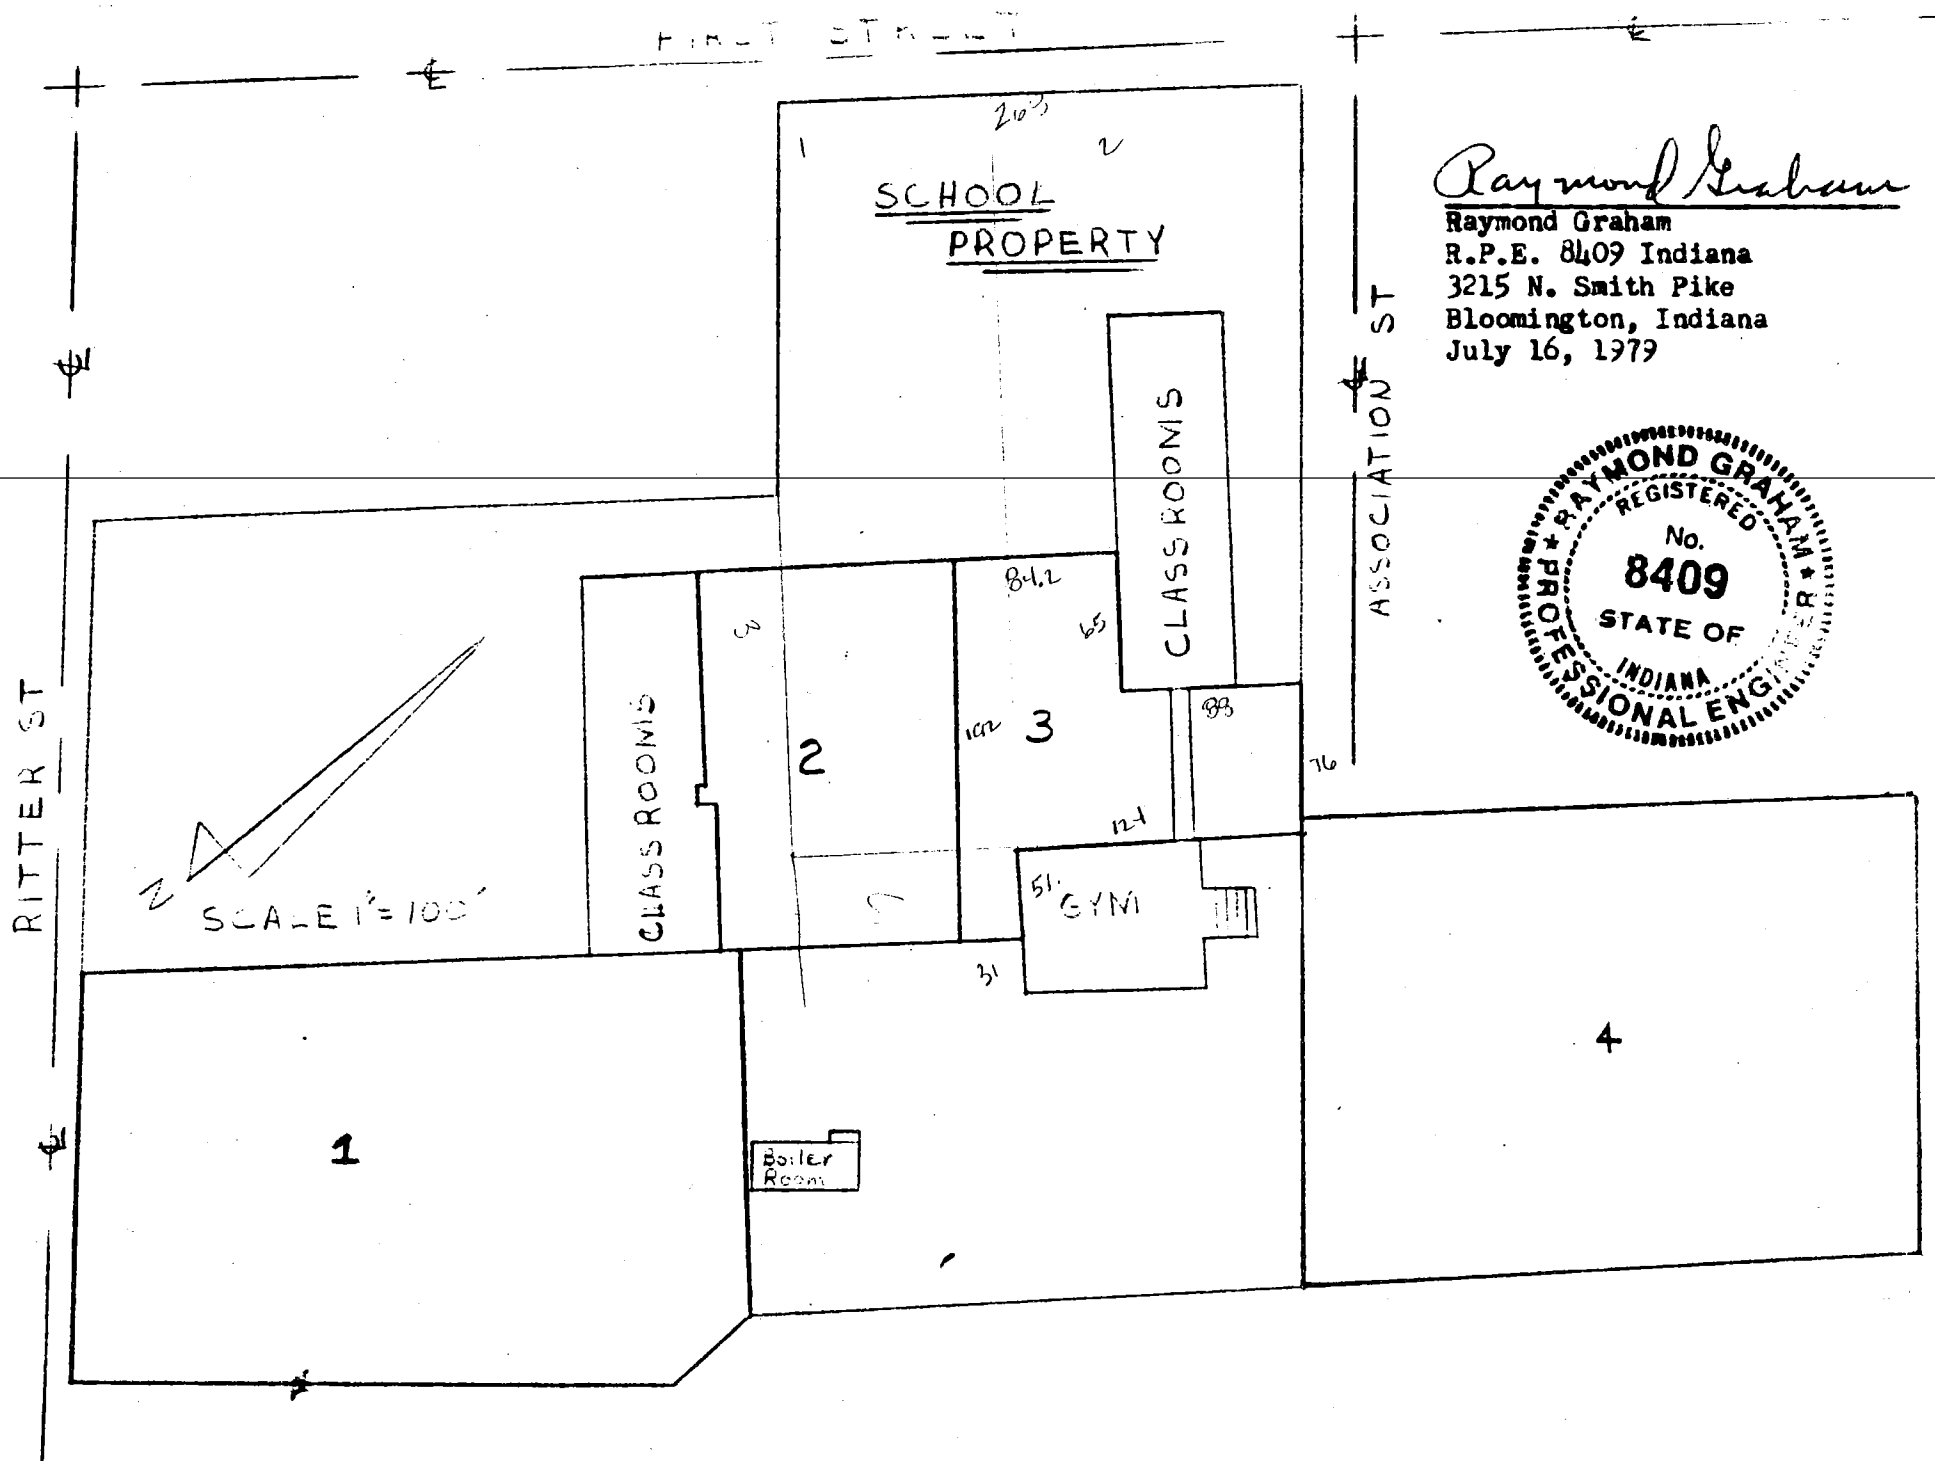 FIRST STREET
1
2
SCHOOL
PROPERTY
Raymond Graham
Raymond Graham
R.P.E. 8409 Indiana
3215 N. Smith Pike
Bloomington, Indiana
July 16, 1979
ASSOCIATION ST
CLASSROOMS
★ RAYMOND GRAHAM ★
PROFESSIONAL ENGINEER
REGISTERED
No.
8409
STATE OF
INDIANA
84.2
65
3
2
3
88
76
121
51.
GYM
31
CLASSROOMS
RITTER ST
N
SCALE 1"=100'
1
Boiler
Room
4